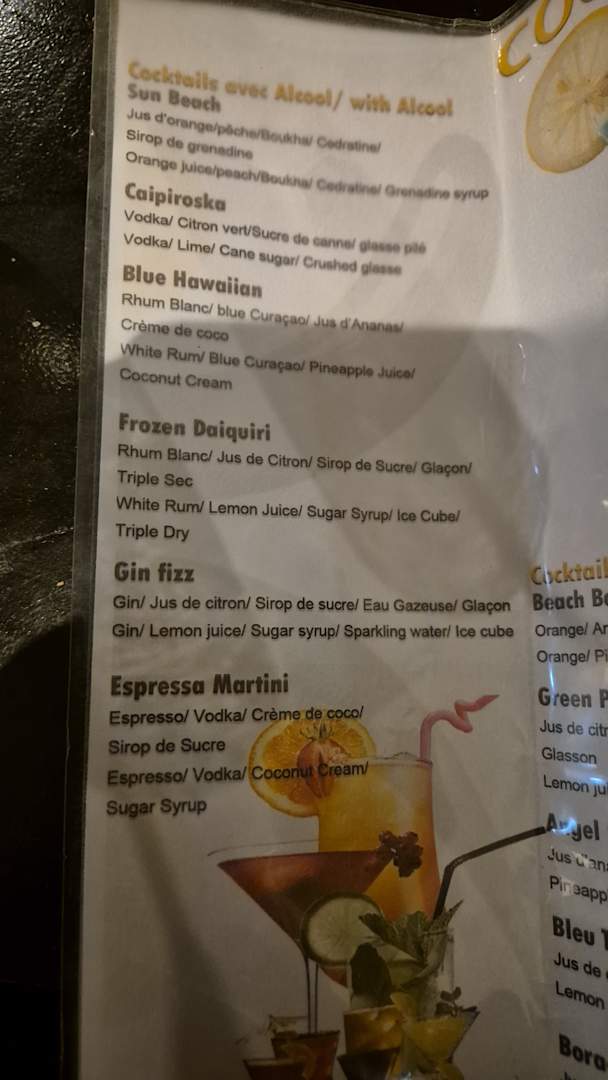 Cocktails avec Alcool/ with Alcool
Sun Beach
Jus d'orange/pêche/Boukha/ Cedratine/
Sirop de grenadine
Orange juice/peach/Boukha/ Cedratine/ Grenadine syrup
Caipiroska
Vodka/ Citron vert/Sucre de canne/ glasse pilé
Vodka/ Lime/ Cane sugar/ Crushed glasse
Blue Hawaiian
Rhum Blanc/ blue Curaçao/ Jus d'Ananas/
Crème de coco
White Rum/ Blue Curaçao/ Pineapple Juice/
Coconut Cream
Frozen Daiquiri
Rhum Blanc/ Jus de Citron/ Sirop de Sucre/ Glaçon/
Triple Sec
White Rum/ Lemon Juice/ Sugar Syrup/ Ice Cube/
Triple Dry
Gin fizz
Gin/ Jus de citron/ Sirop de sucre/ Eau Gazeuse/ Glaçon
Gin/ Lemon juice/ Sugar syrup/ Sparkling water/ Ice cube
Espressa Martini
Espresso/ Vodka/ Crème de coco/
Sirop de Sucre
Espresso/ Vodka/ Coconut Cream/
Sugar Syrup
CO
Cocktail
Beach
Orange/
Orange/
Green
Jus de
Glasson
Lemon
Angel
Bleu
Jus de
Lemon